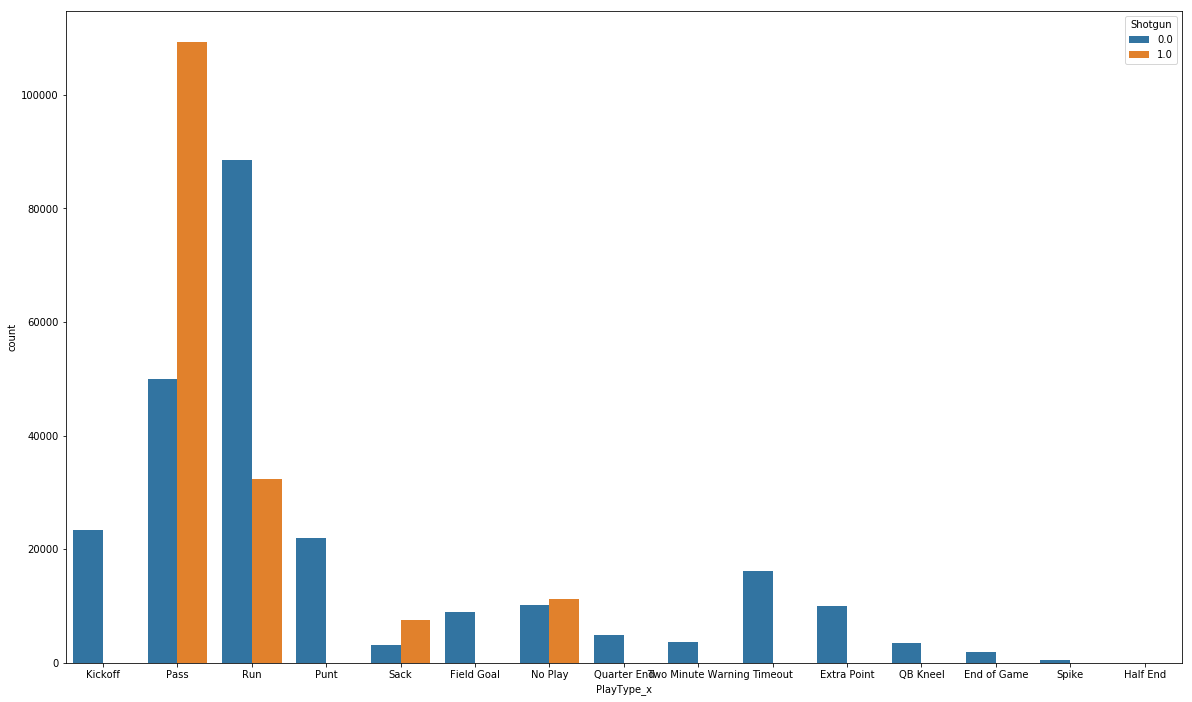 Shotgun
0.0
1.0
100000
80000
60000
40000
20000
0
count
Kickoff Pass Run Punt Sack Field Goal No Play Quarter End Two Minute Warning Timeout Extra Point QB Kneel End of Game Spike Half End
PlayType_x